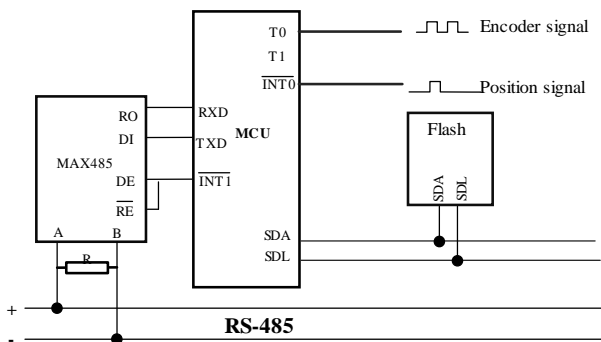 T0
Encoder signal
T1
INT0
Position signal
RO
RXD
MCU
Flash
DI
TXD
MAX485
DE
INT1
RE
SDA
SDL
A
B
SDA
SDL
R
+
RS-485
-